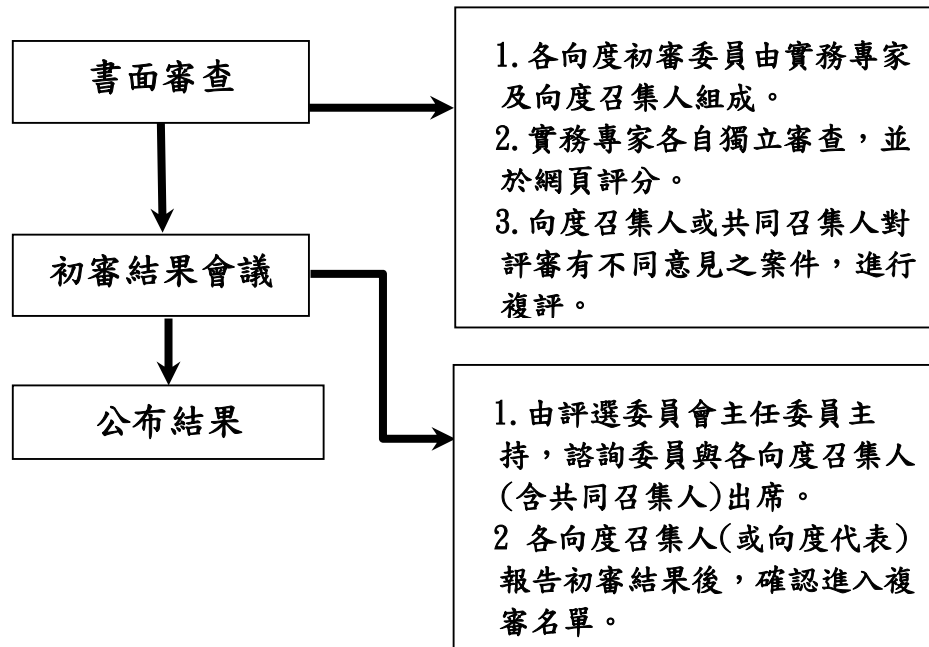 書面審查
1.各向度初審委員由實務專家
及向度召集人組成。
2.實務專家各自獨立審查，並
於網頁評分。
3.向度召集人或共同召集人對
評審有不同意見之案件，進行
複評。
初審結果會議
公布結果
1.由評選委員會主任委員主
持，諮詢委員與各向度召集人
(含共同召集人)出席。
2 各向度召集人(或向度代表)
報告初審結果後，確認進入複
審名單。